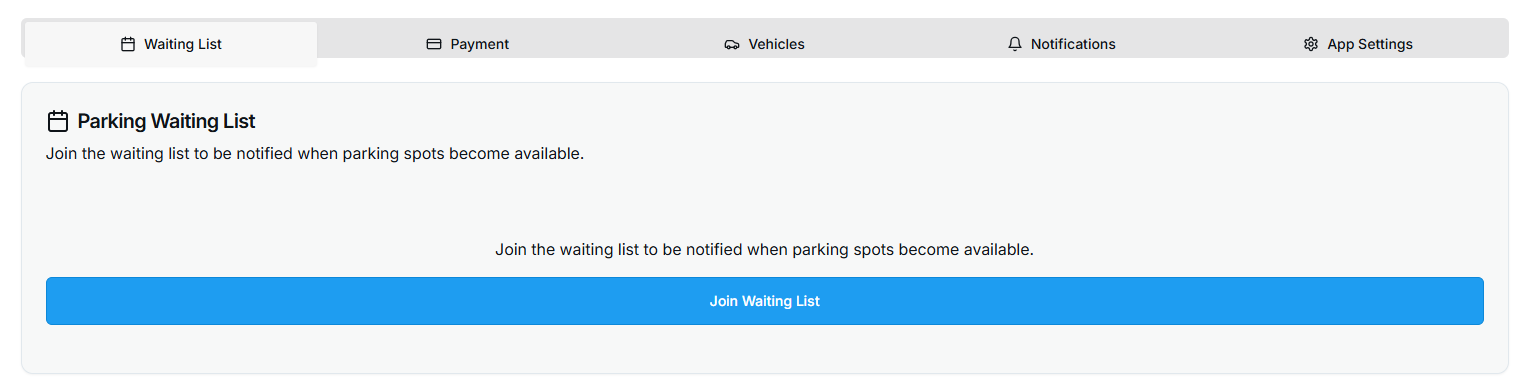 Waiting List
Payment
Vehicles
Notifications
App Settings
Parking Waiting List
Join the waiting list to be notified when parking spots become available.
Join the waiting list to be notified when parking spots become available.
Join Waiting List